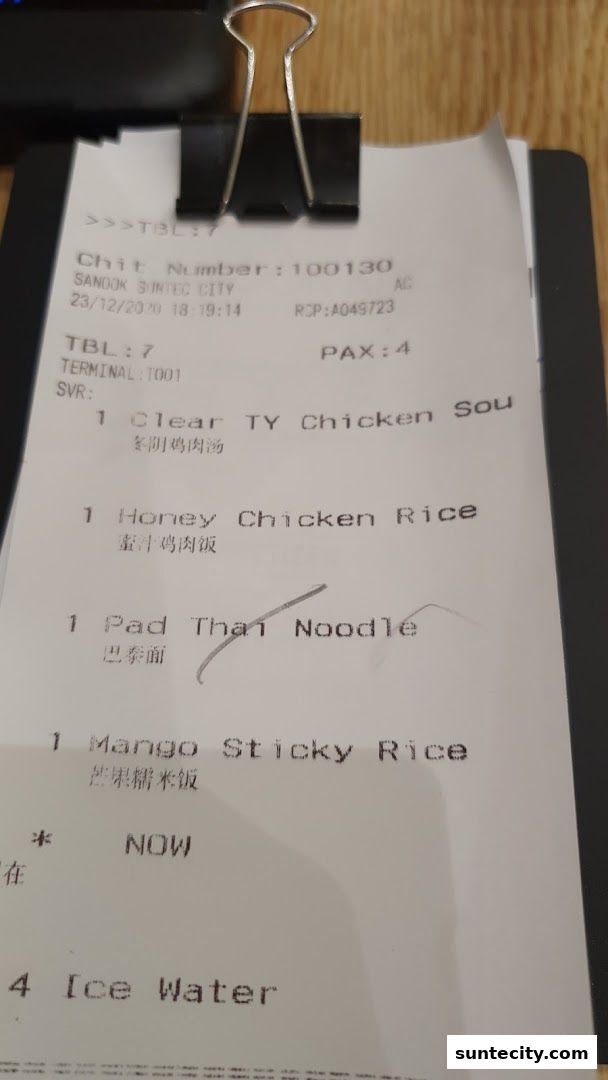 >>>TBL:7
Chit Number:100130
SANOOK SUNTEC CITY AG
23/12/2020 18:19:14 RCP:A049723
TBL:7 PAX:4
TERMINAL:T001
SVR:
1 Clear TY Chicken Sou
冬阴鸡肉汤
1 Honey Chicken Rice
蜜汁鸡肉饭
1 Pad Thai Noodle
巴泰面
1 Mango Sticky Rice
芒果糯米饭
* NOW
在
4 Ice Water
suntecity.com